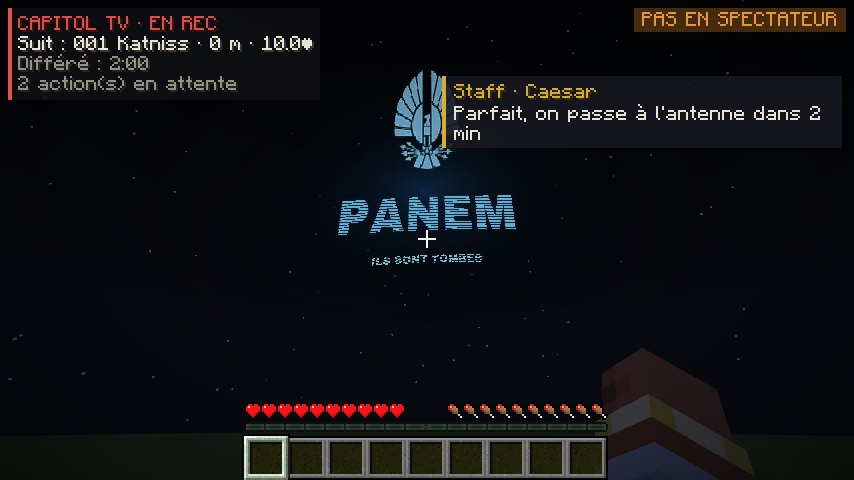 CAPITOL TV · EN REC
Suit : 001 Katniss · 0 m · 10.0♥
Différé : 2:00
2 action(s) en attente
PAS EN SPECTATEUR
Staff · Caesar
Parfait, on passe à l'antenne dans 2
min
1
PANEM
ILS SONT TOMBES